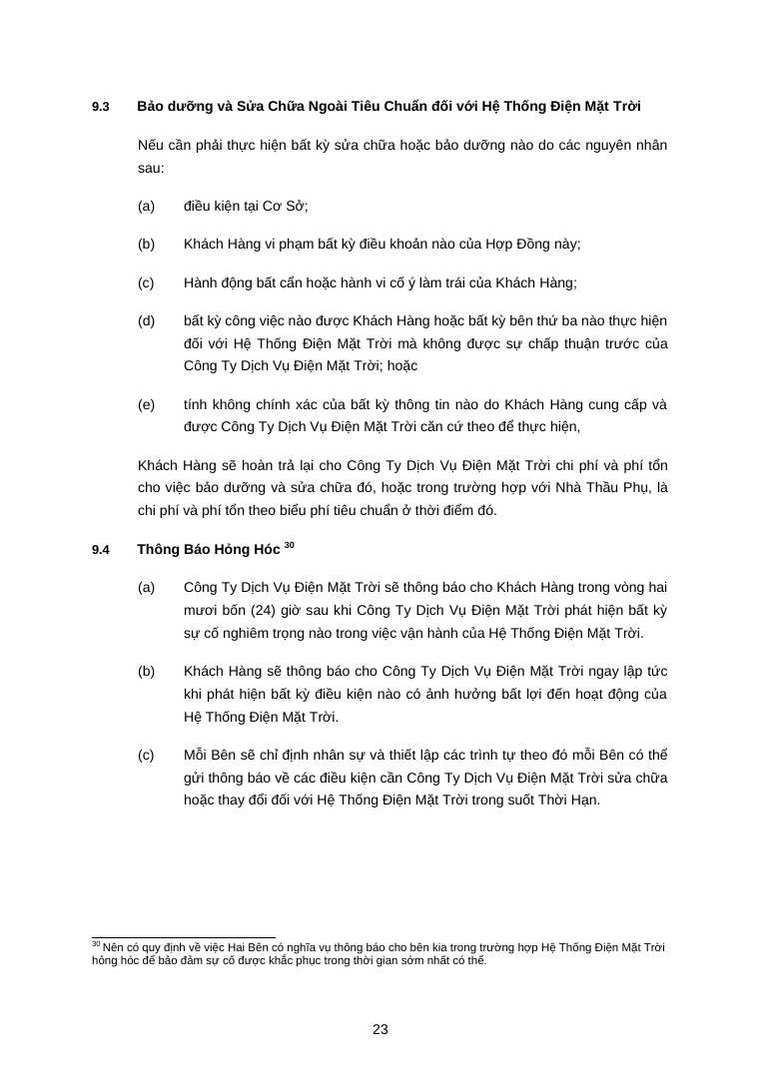 9.3 Bảo dưỡng và Sửa Chữa Ngoài Tiêu Chuẩn đối với Hệ Thống Điện Mặt Trời
Nếu cần phải thực hiện bất kỳ sửa chữa hoặc bảo dưỡng nào do các nguyên nhân
sau:
(a) điều kiện tại Cơ Sở;
(b) Khách Hàng vi phạm bất kỳ điều khoản nào của Hợp Đồng này;
(c) Hành động bất cẩn hoặc hành vi cố ý làm trái của Khách Hàng;
(d) bất kỳ công việc nào được Khách Hàng hoặc bất kỳ bên thứ ba nào thực hiện
đối với Hệ Thống Điện Mặt Trời mà không được sự chấp thuận trước của
Công Ty Dịch Vụ Điện Mặt Trời; hoặc
(e) tính không chính xác của bất kỳ thông tin nào do Khách Hàng cung cấp và
được Công Ty Dịch Vụ Điện Mặt Trời căn cứ theo để thực hiện,
Khách Hàng sẽ hoàn trả lại cho Công Ty Dịch Vụ Điện Mặt Trời chi phí và phí tổn
cho việc bảo dưỡng và sửa chữa đó, hoặc trong trường hợp với Nhà Thầu Phụ, là
chi phí và phí tổn theo biểu phí tiêu chuẩn ở thời điểm đó.
9.4 Thông Báo Hỏng Hóc 30
(a) Công Ty Dịch Vụ Điện Mặt Trời sẽ thông báo cho Khách Hàng trong vòng hai
mươi bốn (24) giờ sau khi Công Ty Dịch Vụ Điện Mặt Trời phát hiện bất kỳ
sự cố nghiêm trọng nào trong việc vận hành của Hệ Thống Điện Mặt Trời.
(b) Khách Hàng sẽ thông báo cho Công Ty Dịch Vụ Điện Mặt Trời ngay lập tức
khi phát hiện bất kỳ điều kiện nào có ảnh hưởng bất lợi đến hoạt động của
Hệ Thống Điện Mặt Trời.
(c) Mỗi Bên sẽ chỉ định nhân sự và thiết lập các trình tự theo đó mỗi Bên có thể
gửi thông báo về các điều kiện cần Công Ty Dịch Vụ Điện Mặt Trời sửa chữa
hoặc thay đổi đối với Hệ Thống Điện Mặt Trời trong suốt Thời Hạn.
30 Nên có quy định về việc Hai Bên có nghĩa vụ thông báo cho bên kia trong trường hợp Hệ Thống Điện Mặt Trời
hỏng hóc để bảo đảm sự cố được khắc phục trong thời gian sớm nhất có thể.
23